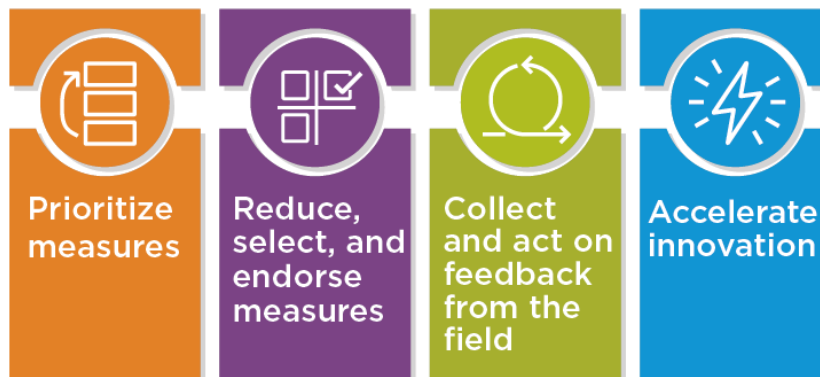 Prioritize
measures
Reduce,
select, and
endorse
measures
Collect
and act on
feedback
from the
field
Accelerate
innovation